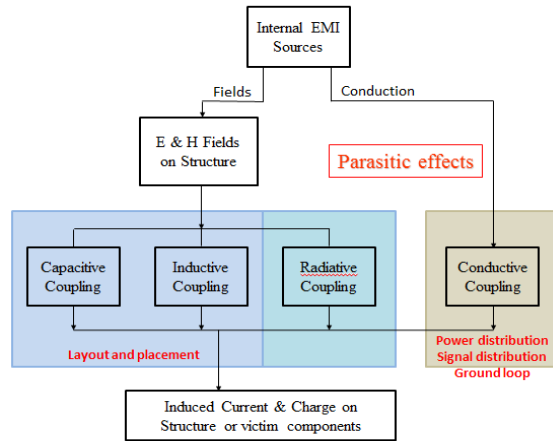 Internal EMI
Sources
Fields
Conduction
E & H Fields
on Structure
Parasitic effects
Capacitive
Coupling
Inductive
Coupling
Radiative
Coupling
Conductive
Coupling
Layout and placement
Power distribution
Signal distribution
Ground loop
Induced Current & Charge on
Structure or victim components